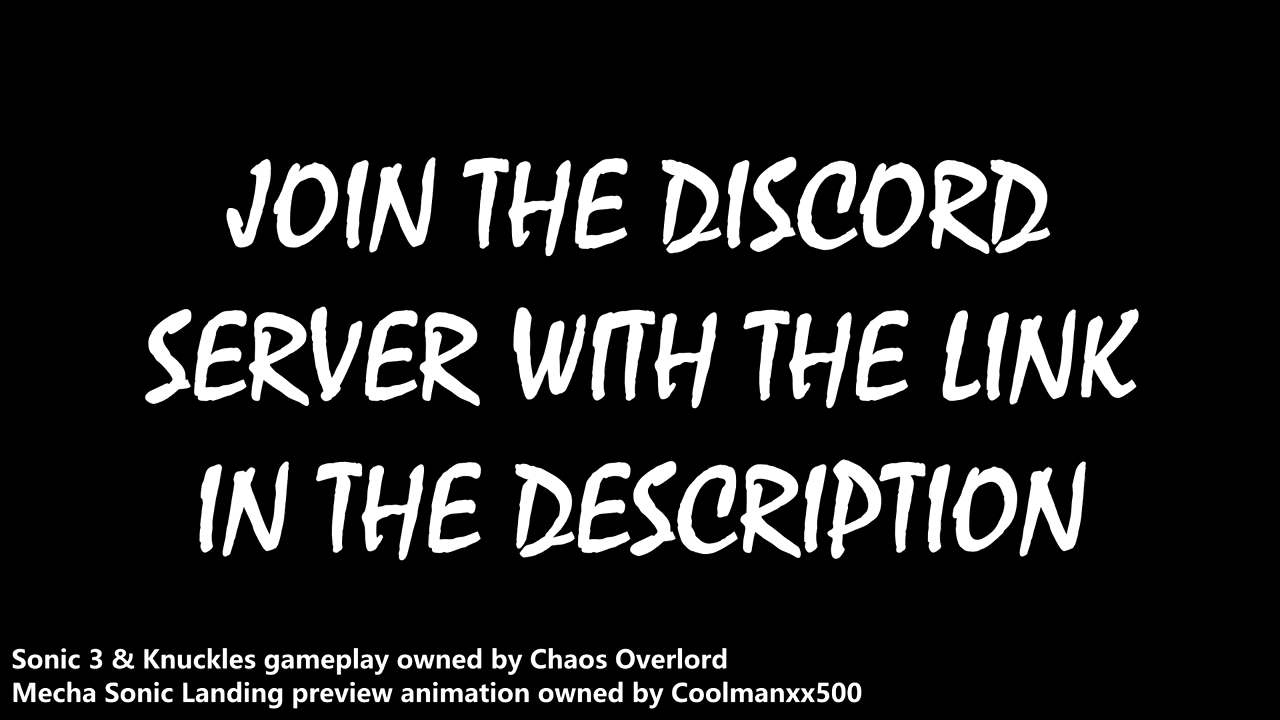 JOIN THE DISCORD
SERVER WITH THE LINK
IN THE DESCRIPTION
Sonic 3 & Knuckles gameplay owned by Chaos Overlord
Mecha Sonic Landing preview animation owned by Coolmanxx500